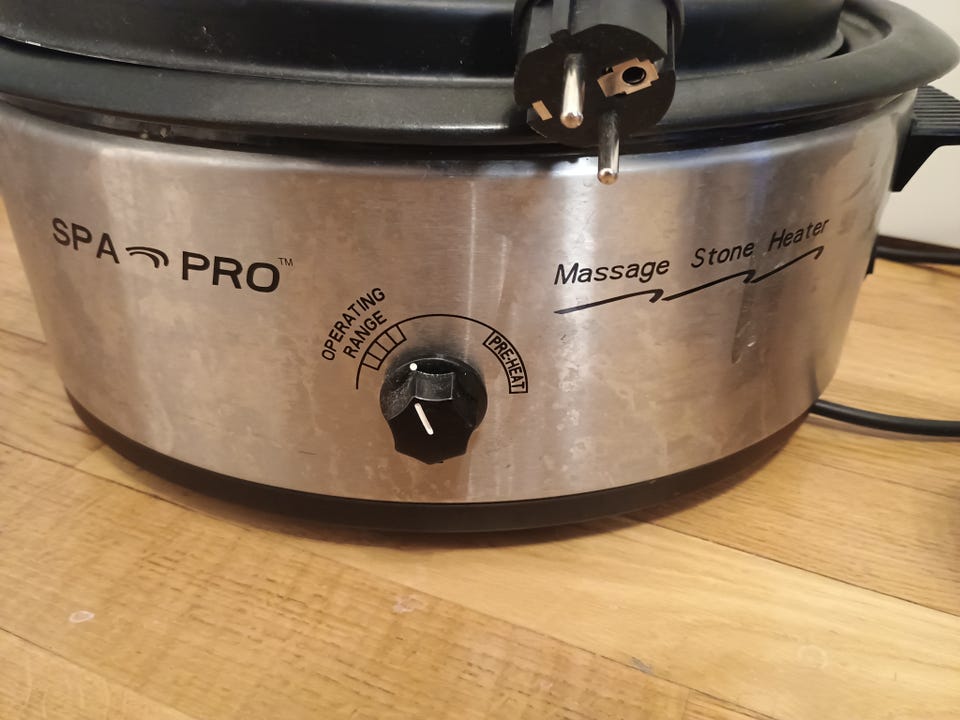 SPA PRO™
Massage Stone Heater
OPERATING
RANGE
PRE-HEAT